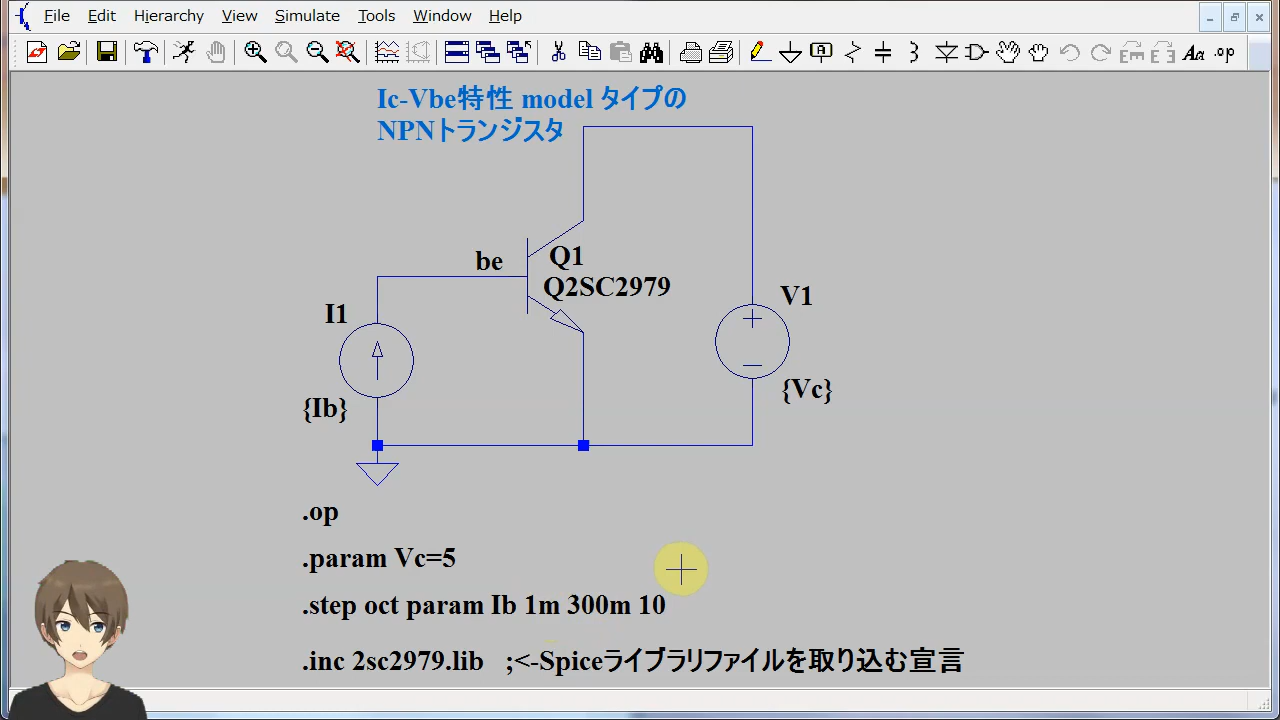 File Edit Hierarchy View Simulate Tools Window Help
Aa .op
Ic-Vbe特性 model タイプの
NPNトランジスタ
be
Q1
Q2SC2979
I1
{Ib}
V1
{Vc}
.op
.param Vc=5
.step oct param Ib 1m 300m 10
.inc 2sc2979.lib ;<-Spiceライブラリファイルを取り込む宣言